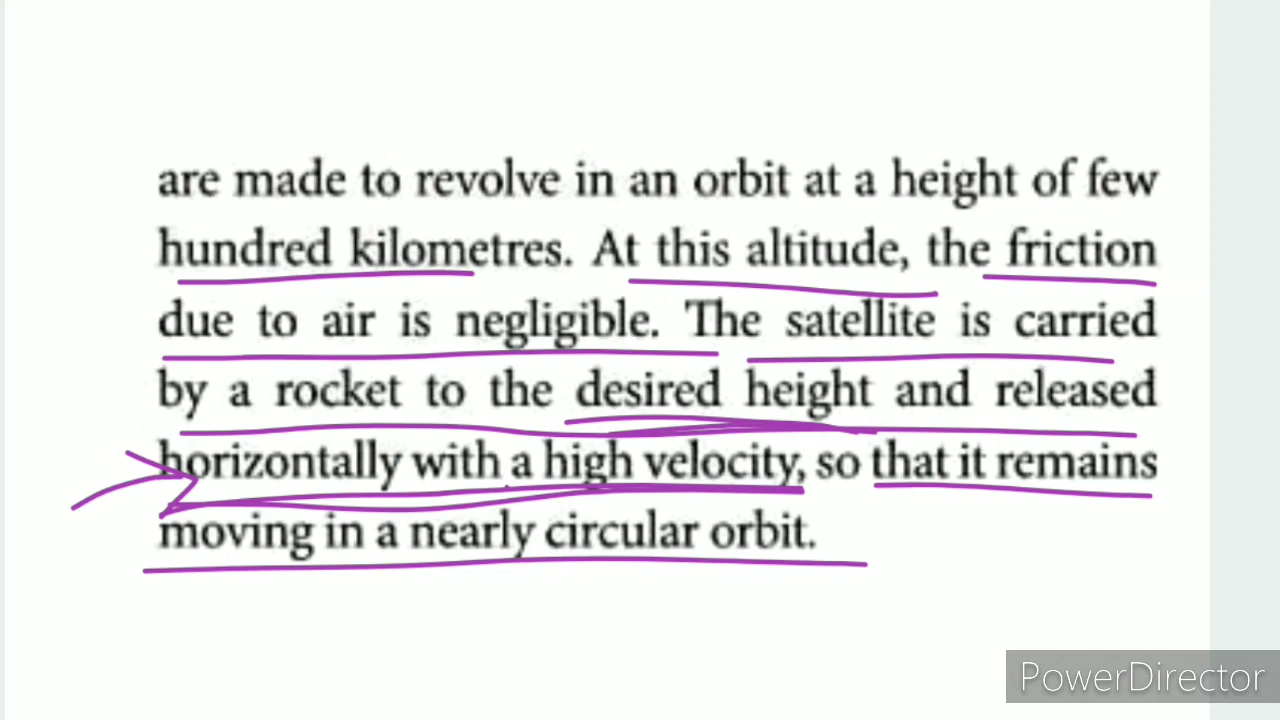 are made to revolve in an orbit at a height of few
hundred kilometres. At this altitude, the friction
due to air is negligible. The satellite is carried
by a rocket to the desired height and released
horizontally with a high velocity, so that it remains
moving in a nearly circular orbit.
PowerDirector